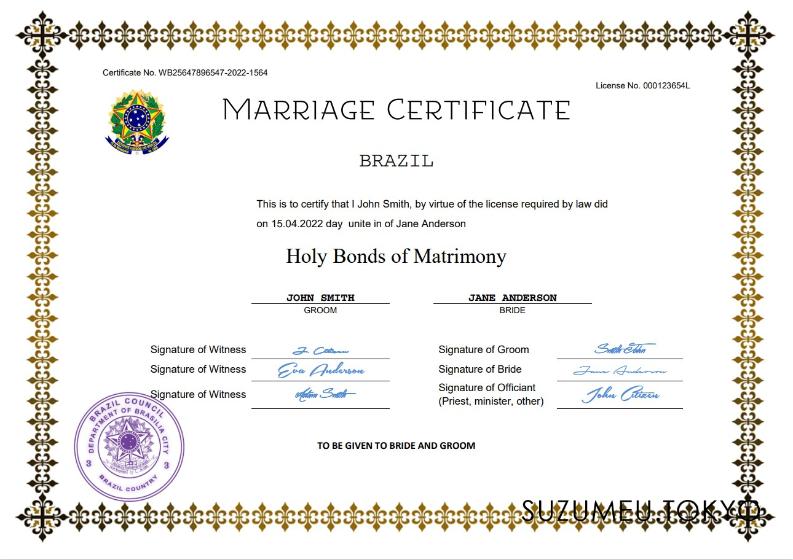 Certificate No. WB25647896547-2022-1564
License No. 000123654L
MARRIAGE CERTIFICATE
BRAZIL
This is to certify that I John Smith, by virtue of the license required by law did
on 15.04.2022 day unite in of Jane Anderson
Holy Bonds of Matrimony
JOHN SMITH
GROOM
JANE ANDERSON
BRIDE
Signature of Witness
Signature of Witness Eva Anderson
Signature of Witness Adam Smith
Signature of Groom Smith John
Signature of Bride Jane Anderson
Signature of Officiant
(Priest, minister, other) John Citizen
BRAZIL COUNCIL
DEPARTMENT OF BRASILIA CITY
3 3
BRAZIL COUNTRY
TO BE GIVEN TO BRIDE AND GROOM
SUZUMEU TOKYO